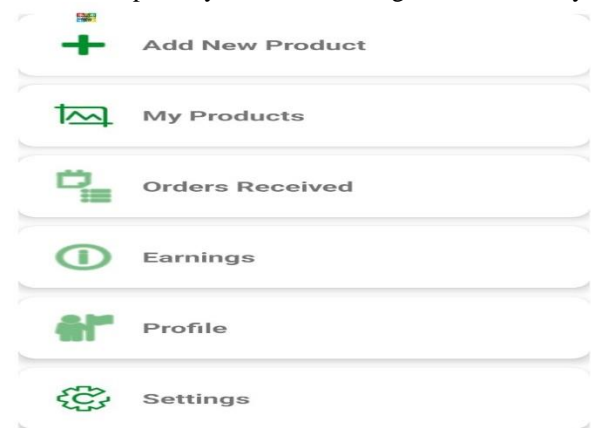 Add New Product
My Products
Orders Received
Earnings
Profile
Settings